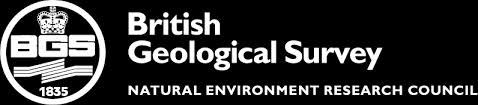 BGS
1835
British
Geological Survey
NATURAL ENVIRONMENT RESEARCH COUNCIL